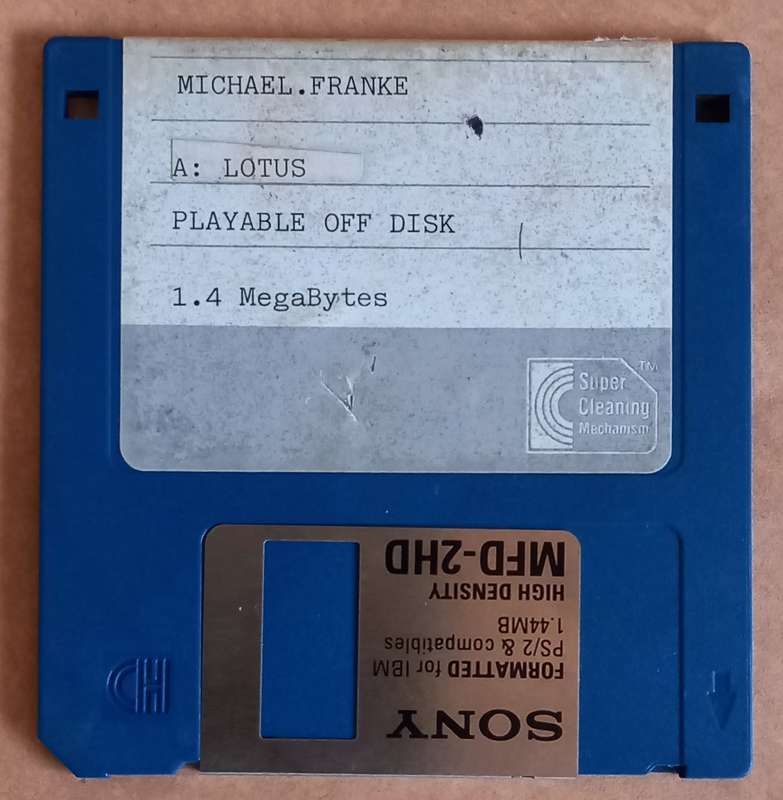 MICHAEL.FRANKE
A: LOTUS
PLAYABLE OFF DISK
1.4 MegaBytes
Super
Cleaning
Mechanism
TM
SONY
FORMATTED for IBM
PS/2 & compatibles
1.44MB
HIGH DENSITY
MFD-2HD
HD